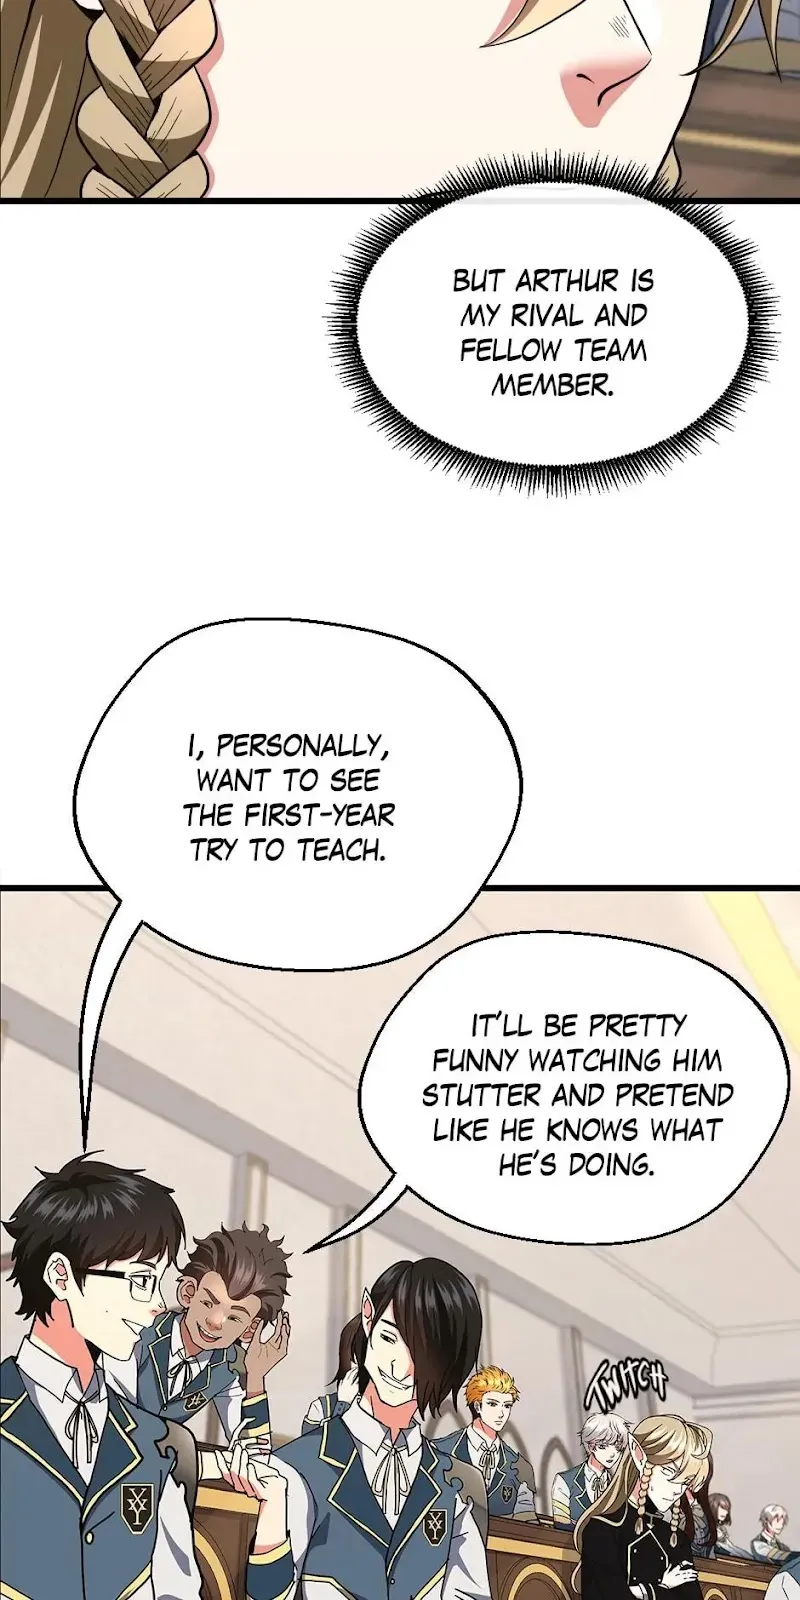 BUT ARTHUR IS
MY RIVAL AND
FELLOW TEAM
MEMBER.
I, PERSONALLY,
WANT TO SEE
THE FIRST-YEAR
TRY TO TEACH.
IT'LL BE PRETTY
FUNNY WATCHING HIM
STUTTER AND PRETEND
LIKE HE KNOWS WHAT
HE'S DOING.
TWITCH